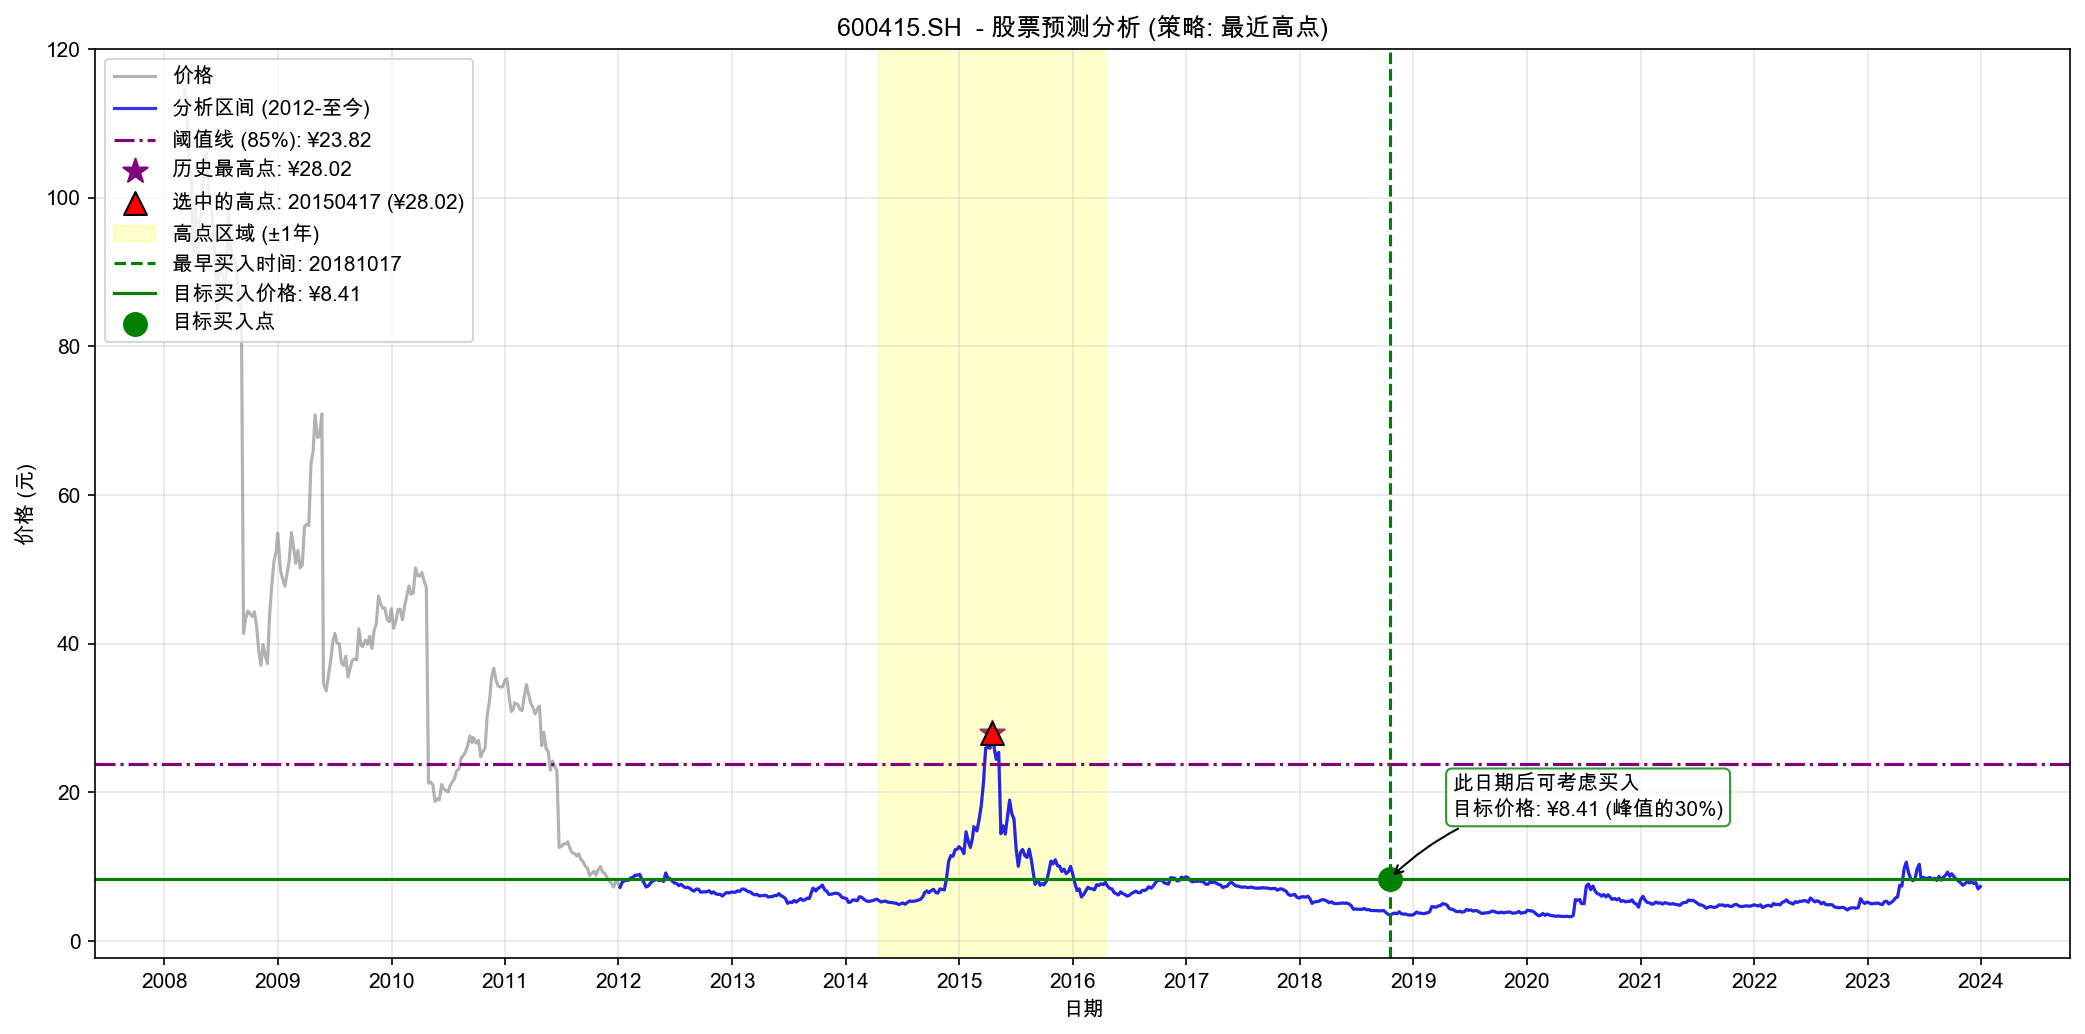 600415.SH - 股票预测分析 (策略: 最近高点)
120
100
80
60
40
20
0
价格 (元)
价格
分析区间 (2012-至今)
阈值线 (85%): ¥23.82
历史最高点: ¥28.02
选中的高点: 20150417 (¥28.02)
高点区域 (±1年)
最早买入时间: 20181017
目标买入价格: ¥8.41
目标买入点
此日期后可考虑买入
目标价格: ¥8.41 (峰值的30%)
2008
2009
2010
2011
2012
2013
2014
2015
2016
2017
2018
2019
2020
2021
2022
2023
2024
日期